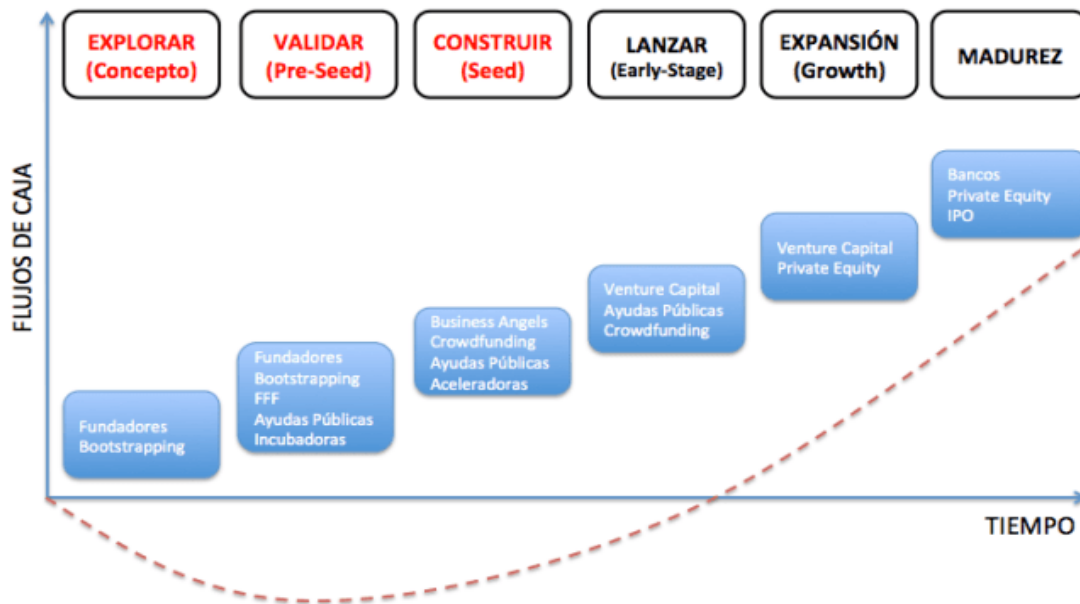 EXPLORAR
(Concepto)
VALIDAR
(Pre-Seed)
CONSTRUIR
(Seed)
LANZAR
(Early-Stage)
EXPANSIÓN
(Growth)
MADUREZ
FLUJOS DE CAJA
Fundadores
Bootstrapping
Fundadores
Bootstrapping
FFF
Ayudas Públicas
Incubadoras
Business Angels
Crowdfunding
Ayudas Públicas
Aceleradoras
Venture Capital
Ayudas Públicas
Crowdfunding
Venture Capital
Private Equity
Bancos
Private Equity
IPO
TIEMPO